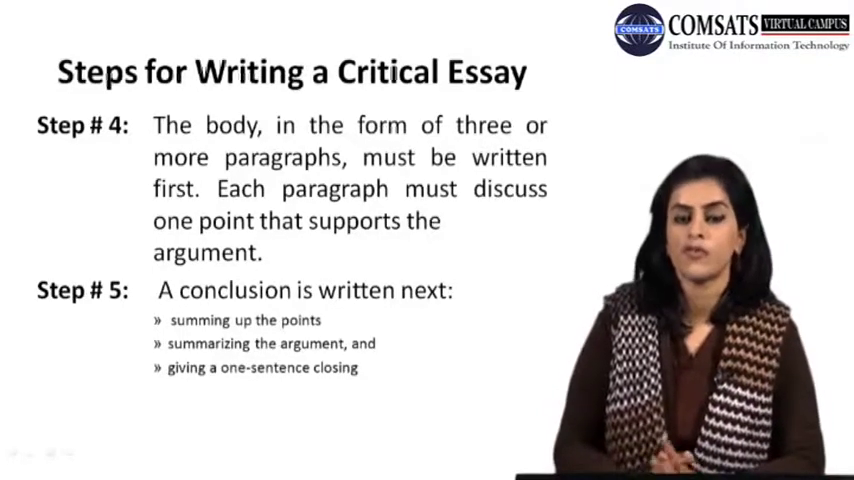 COMSATS VIRTUAL CAMPUS
COMSATS
Institute Of Information Technology
Steps for Writing a Critical Essay
Step # 4: The body, in the form of three or
more paragraphs, must be written
first. Each paragraph must discuss
one point that supports the
argument.
Step # 5: A conclusion is written next:
» summing up the points
» summarizing the argument, and
» giving a one-sentence closing